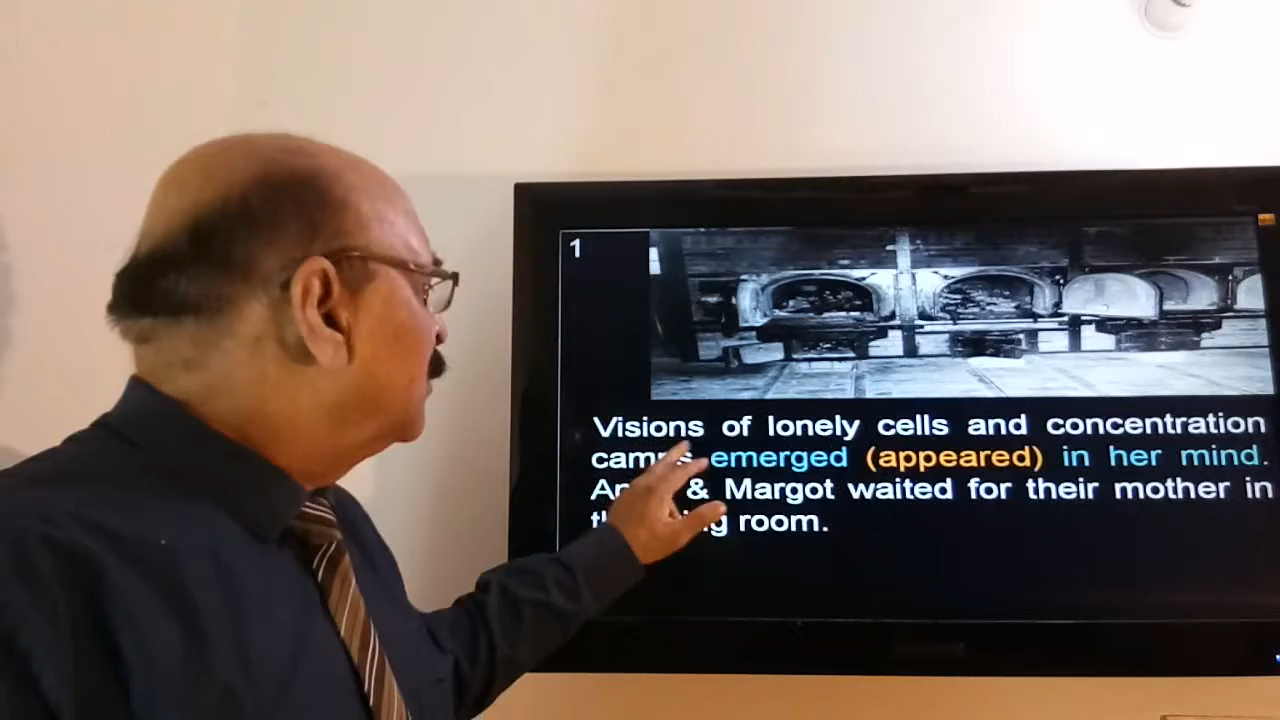 1
Visions of lonely cells and concentration
emerged (appeared) in her mind.
& Margot waited for their mother in
room.